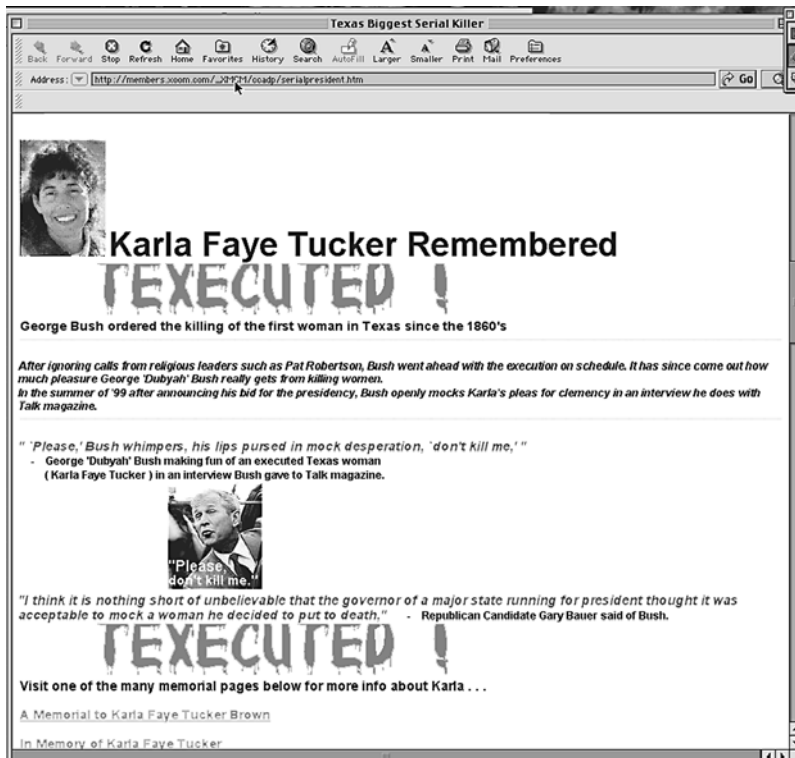 Texas Biggest Serial Killer
Back Forward Stop Refresh Home Favorites History Search AutoFill Larger Smaller Print Mail Preferences
Address: http://members.xoom.com/_XMCM/ccadp/serialpresident.htm Go
Karla Faye Tucker Remembered
TEXECUTED !
George Bush ordered the killing of the first woman in Texas since the 1860's
After ignoring calls from religious leaders such as Pat Robertson, Bush went ahead with the execution on schedule. It has since come out how
much pleasure George 'Dubyah' Bush really gets from killing women.
In the summer of '99 after announcing his bid for the presidency, Bush openly mocks Karla's pleas for clemency in an interview he does with
Talk magazine.
" `Please,' Bush whimpers, his lips pursed in mock desperation, `don't kill me,' "
- George 'Dubyah' Bush making fun of an executed Texas woman
( Karla Faye Tucker ) in an interview Bush gave to Talk magazine.
"Please,
don't kill me."
"I think it is nothing short of unbelievable that the governor of a major state running for president thought it was
acceptable to mock a woman he decided to put to death," - Republican Candidate Gary Bauer said of Bush.
TEXECUTED !
Visit one of the many memorial pages below for more info about Karla . . .
A Memorial to Karla Faye Tucker Brown
In Memory of Karla Faye Tucker